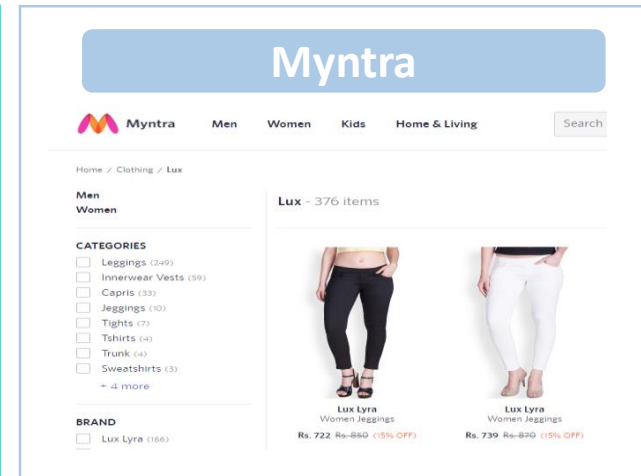 Myntra
Myntra Men Women Kids Home & Living Search
Home / Clothing / Lux
Men
Women
Lux - 376 items
CATEGORIES
Leggings (249)
Innerwear Vests (59)
Capris (33)
Jeggings (10)
Tights (7)
Tshirts (4)
Trunk (4)
Sweatshirts (3)
+ 4 more
BRAND
Lux Lyra (166)
Lux Lyra
Women Jeggings
Rs. 722 Rs. 850 (15% OFF)
Lux Lyra
Women Jeggings
Rs. 739 Rs. 870 (15% OFF)